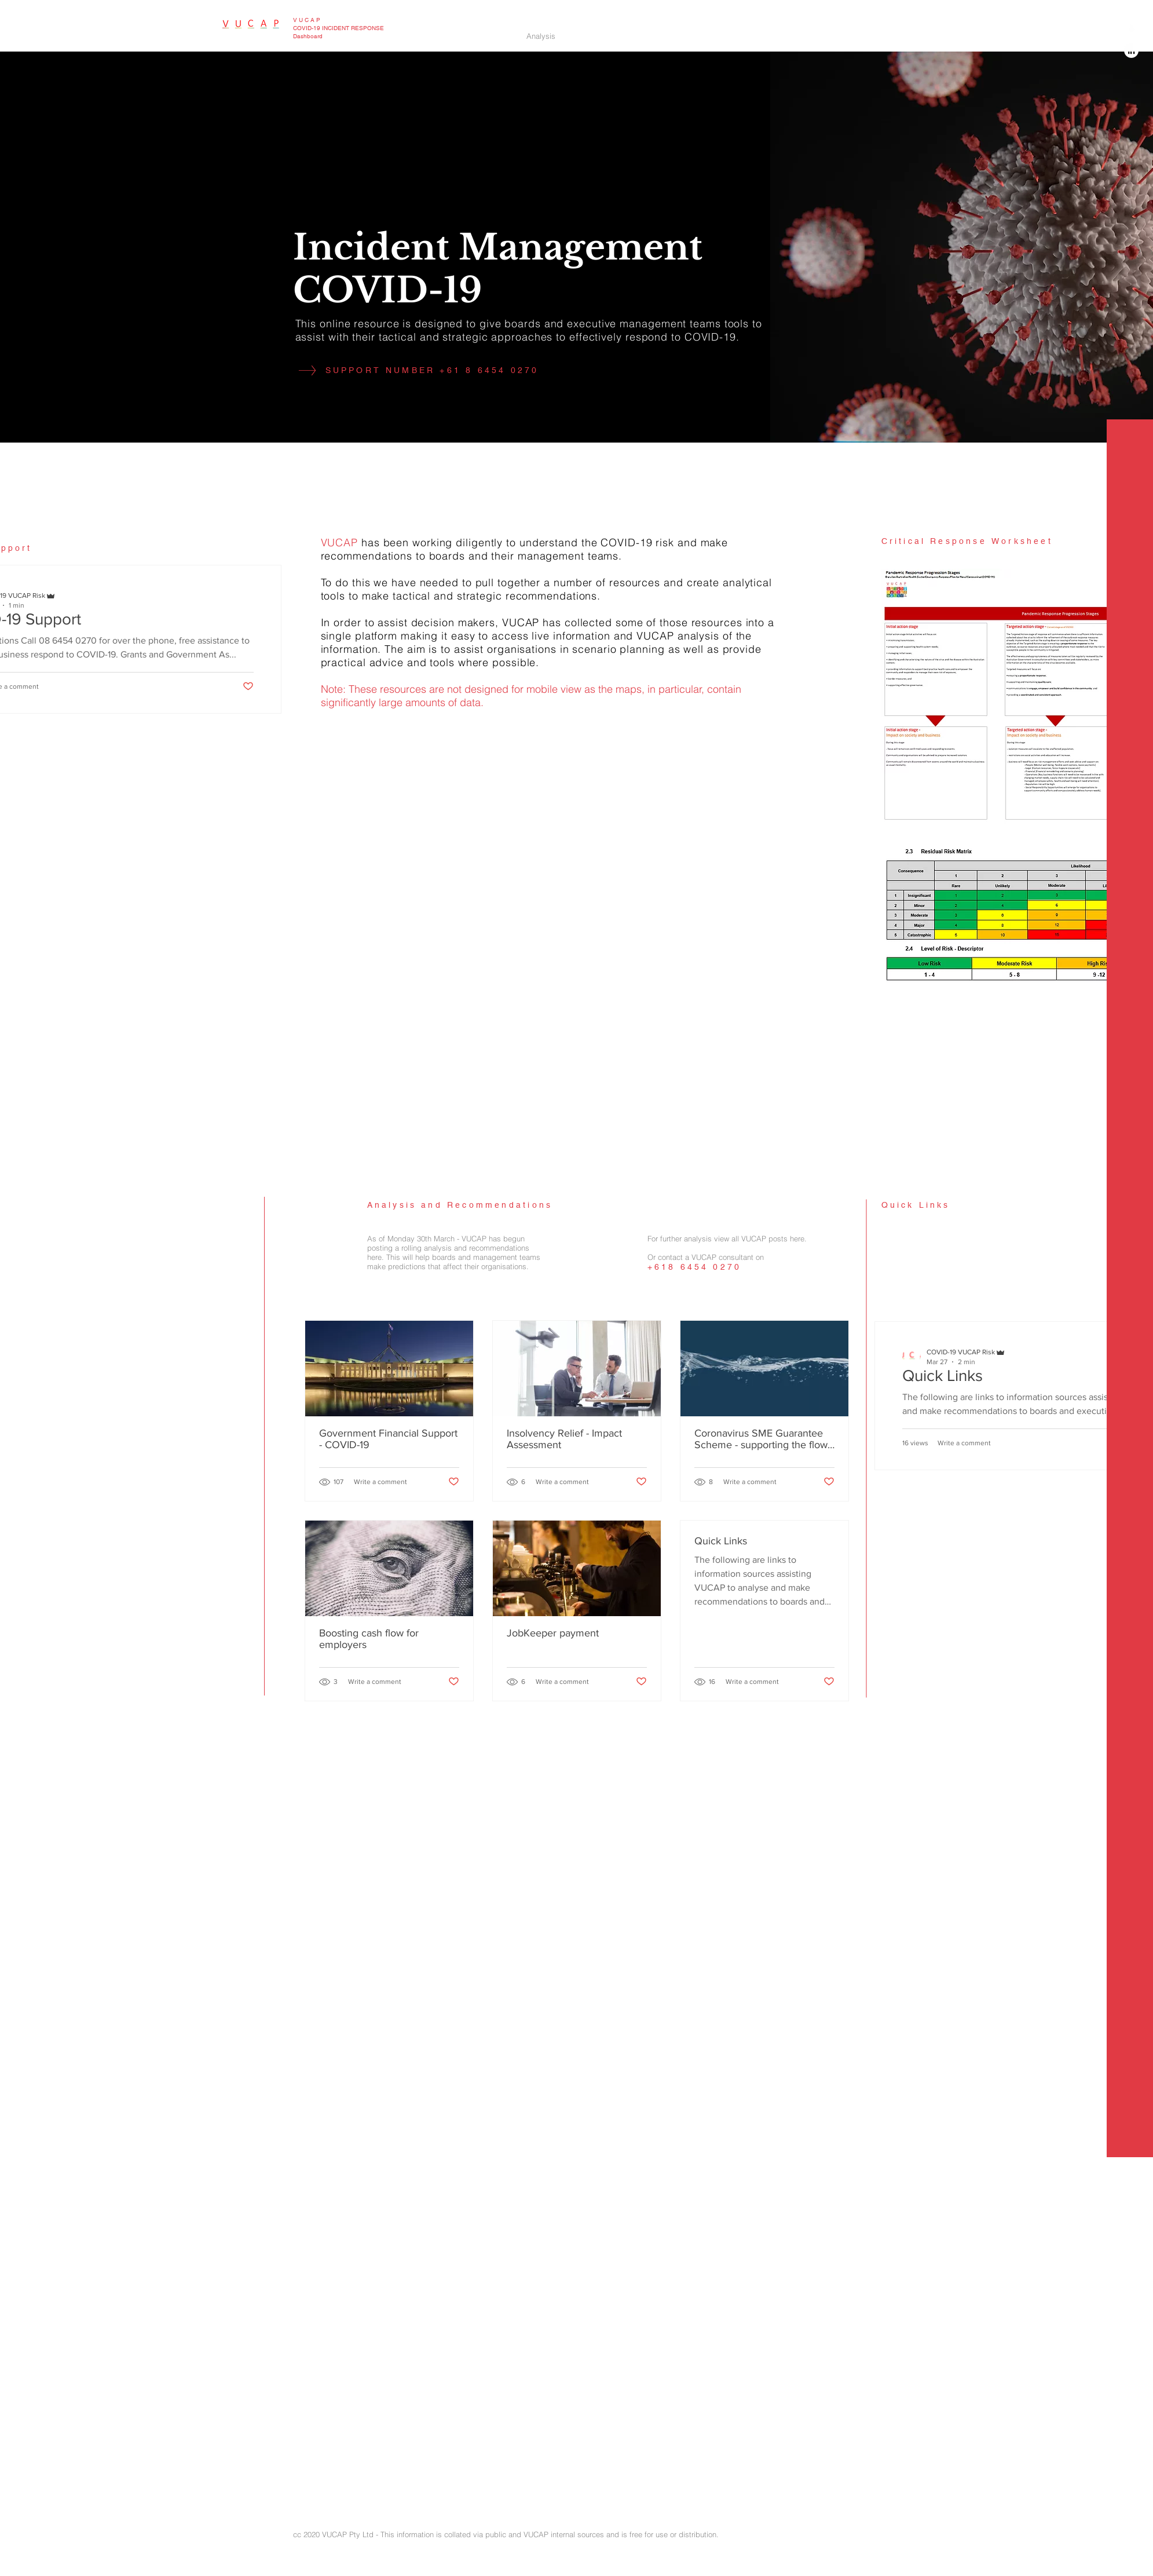 V U C A P
V U C A P
COVID-19 INCIDENT RESPONSE
Dashboard
Analysis
in
Incident Management
COVID-19
This online resource is designed to give boards and executive management teams tools to
assist with their tactical and strategic approaches to effectively respond to COVID-19.
SUPPORT NUMBER +61 8 6454 0270
pport
19 VUCAP Risk
· 1 min
-19 Support
tions Call 08 6454 0270 for over the phone, free assistance to
usiness respond to COVID-19. Grants and Government As...
e a comment
VUCAP has been working diligently to understand the COVID-19 risk and make
recommendations to boards and their management teams.
To do this we have needed to pull together a number of resources and create analytical
tools to make tactical and strategic recommendations.
In order to assist decision makers, VUCAP has collected some of those resources into a
single platform making it easy to access live information and VUCAP analysis of the
information. The aim is to assist organisations in scenario planning as well as provide
practical advice and tools where possible.
Note: These resources are not designed for mobile view as the maps, in particular, contain
significantly large amounts of data.
Critical Response Worksheet
Pandemic Response Progression Stages
V U C A P
Pandemic Response Progression Stages
Initial action stage
Targeted action stage -
Initial action stage -
Impact on society and business
Targeted action stage -
Impact on society and business
2.3 Residual Risk Matrix
Consequence
Likelihood
1 2 3
Rare Unlikely Moderate Li
1 Insignificant 1 2 3
2 Minor 2 4 6
3 Moderate 3 6 9
4 Major 4 8 12
5 Catastrophic 5 10
2.4 Level of Risk - Descriptor
Low Risk Moderate Risk High Ris
1 - 4 5 - 8 9 -12
Analysis and Recommendations
As of Monday 30th March - VUCAP has begun
posting a rolling analysis and recommendations
here. This will help boards and management teams
make predictions that affect their organisations.
For further analysis view all VUCAP posts here.
Or contact a VUCAP consultant on
+618 6454 0270
Quick Links
Government Financial Support
- COVID-19
107 Write a comment
Insolvency Relief - Impact
Assessment
6 Write a comment
Coronavirus SME Guarantee
Scheme - supporting the flow...
8 Write a comment
COVID-19 VUCAP Risk
Mar 27 · 2 min
Quick Links
The following are links to information sources assis
and make recommendations to boards and executi
16 views Write a comment
Boosting cash flow for
employers
3 Write a comment
JobKeeper payment
6 Write a comment
Quick Links
The following are links to
information sources assisting
VUCAP to analyse and make
recommendations to boards and...
16 Write a comment
cc 2020 VUCAP Pty Ltd - This information is collated via public and VUCAP internal sources and is free for use or distribution.